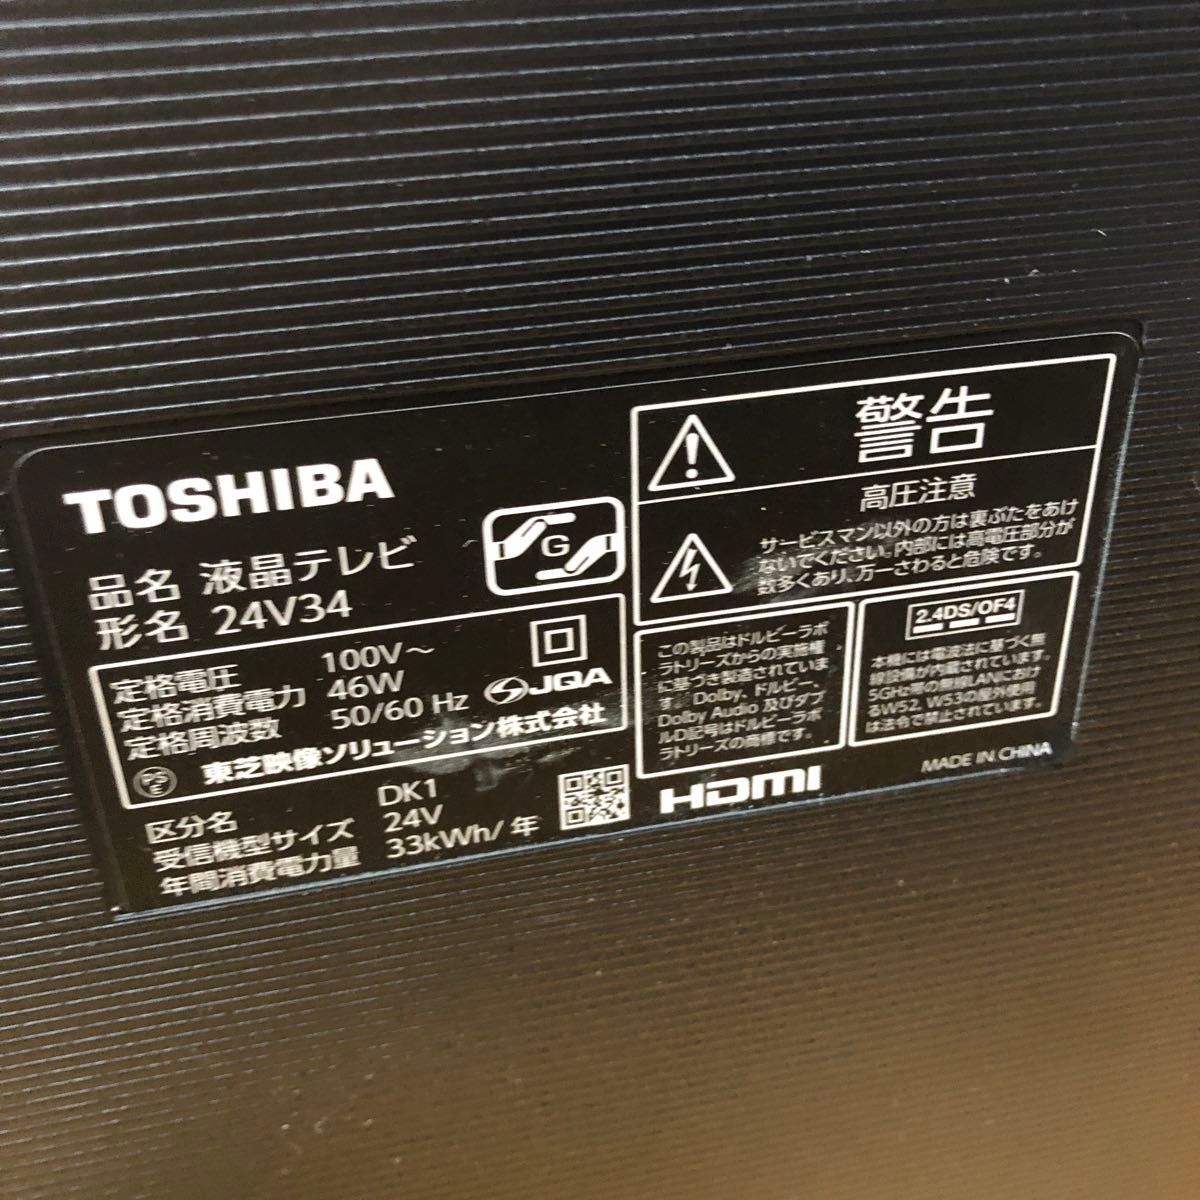 TOSHIBA
品名 液晶テレビ
形名 24V34
G
定格電圧 100V～
定格消費電力 46W
定格周波数 50/60 Hz
JQA
PS
E
東芝映像ソリューション株式会社
区分名 DK1
受信機型サイズ 24V
年間消費電力量 33kWh/年
警告
高圧注意
サービスマン以外の方は裏ぶたをあけ
ないでください。内部には高電圧部分が
数多くあり、万一さわると危険です。
この製品はドルビーラボ
ラトリーズからの実施権
に基づき製造されていま
す。Dolby、ドルビー、
Dolby Audio 及びダブ
ルD記号はドルビーラボ
ラトリーズの商標です。
2.4DS/OF4
本機には電波法に基づく無
線設備が内蔵されています。
5GHz帯の無線LANにおけ
るW52, W53の屋外使用
は法令で禁止されています。
HDMI
MADE IN CHINA